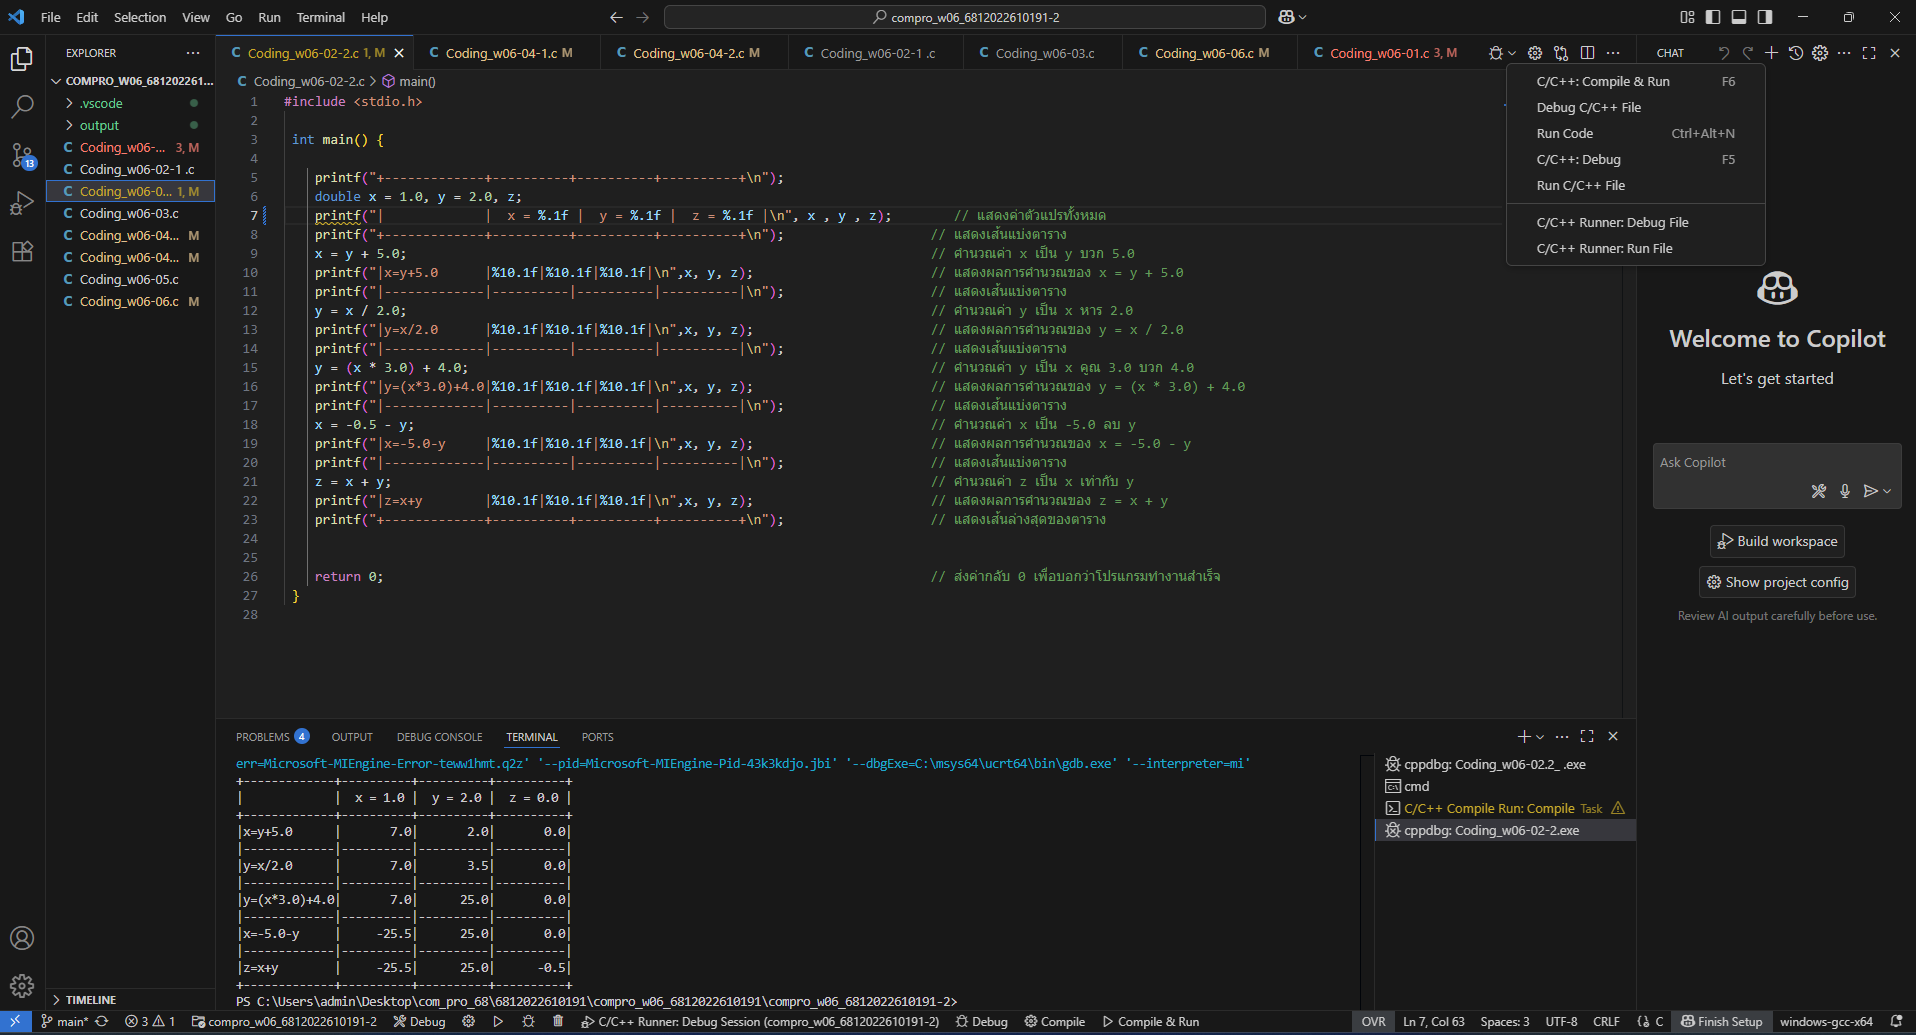 File Edit Selection View Go Run Terminal Help
compro_w06_6812022610191-2
EXPLORER
COMPRO_W06_681202261...
.vscode
output
Coding_w06-... 3, M
Coding_w06-02-1 .c
Coding_w06-0... 1, M
Coding_w06-03.c
Coding_w06-04... M
Coding_w06-04... M
Coding_w06-05.c
Coding_w06-06.c M
TIMELINE
Coding_w06-02-2.c 1, M
Coding_w06-04-1.c M
Coding_w06-04-2.c M
Coding_w06-02-1 .c
Coding_w06-03.c
Coding_w06-06.c M
Coding_w06-01.c 3, M
Coding_w06-02-2.c > main()
1 #include <stdio.h>
2
3 int main() {
4
5 printf("+-------------+----------+----------+----------+\n");
6 double x = 1.0, y = 2.0, z;
7 printf("|             |  x = %.1f |  y = %.1f |  z = %.1f |\n", x , y , z); // แสดงค่าตัวแปรทั้งหมด
8 printf("+-------------+----------+----------+----------+\n"); // แสดงเส้นแบ่งตาราง
9 x = y + 5.0; // คำนวณค่า x เป็น y บวก 5.0
10 printf("|x=y+5.0      |%10.1f|%10.1f|%10.1f|\n",x, y, z); // แสดงผลการคำนวณของ x = y + 5.0
11 printf("|-------------|----------|----------|----------|\n"); // แสดงเส้นแบ่งตาราง
12 y = x / 2.0; // คำนวณค่า y เป็น x หาร 2.0
13 printf("|y=x/2.0      |%10.1f|%10.1f|%10.1f|\n",x, y, z); // แสดงผลการคำนวณของ y = x / 2.0
14 printf("|-------------|----------|----------|----------|\n"); // แสดงเส้นแบ่งตาราง
15 y = (x * 3.0) + 4.0; // คำนวณค่า y เป็น x คูณ 3.0 บวก 4.0
16 printf("|y=(x*3.0)+4.0|%10.1f|%10.1f|%10.1f|\n",x, y, z); // แสดงผลการคำนวณของ y = (x * 3.0) + 4.0
17 printf("|-------------|----------|----------|----------|\n"); // แสดงเส้นแบ่งตาราง
18 x = -0.5 - y; // คำนวณค่า x เป็น -5.0 ลบ y
19 printf("|x=-5.0-y     |%10.1f|%10.1f|%10.1f|\n",x, y, z); // แสดงผลการคำนวณของ x = -5.0 - y
20 printf("|-------------|----------|----------|----------|\n"); // แสดงเส้นแบ่งตาราง
21 z = x + y; // คำนวณค่า z เป็น x เท่ากับ y
22 printf("|z=x+y        |%10.1f|%10.1f|%10.1f|\n",x, y, z); // แสดงผลการคำนวณของ z = x + y
23 printf("+-------------+----------+----------+----------+\n"); // แสดงเส้นล่างสุดของตาราง
24
25
26 return 0; // ส่งค่ากลับ 0 เพื่อบอกว่าโปรแกรมทำงานสำเร็จ
27 }
28
C/C++: Compile & Run F6
Debug C/C++ File
Run Code Ctrl+Alt+N
C/C++: Debug F5
Run C/C++ File
C/C++ Runner: Debug File
C/C++ Runner: Run File
CHAT
Welcome to Copilot
Let's get started
Ask Copilot
Build workspace
Show project config
Review AI output carefully before use.
PROBLEMS 4 OUTPUT DEBUG CONSOLE TERMINAL PORTS
err=Microsoft-MIEngine-Error-teww1hmt.q2z' '--pid=Microsoft-MIEngine-Pid-43k3kdjo.jbi' '--dbgExe=C:\msys64\ucrt64\bin\gdb.exe' '--interpreter=mi'
+-------------+----------+----------+----------+
|             |  x = 1.0 |  y = 2.0 |  z = 0.0 |
+-------------+----------+----------+----------+
|x=y+5.0      |       7.0|       2.0|       0.0|
|-------------|----------|----------|----------|
|y=x/2.0      |       7.0|       3.5|       0.0|
|-------------|----------|----------|----------|
|y=(x*3.0)+4.0|       7.0|      25.0|       0.0|
|-------------|----------|----------|----------|
|x=-5.0-y     |     -25.5|      25.0|       0.0|
|-------------|----------|----------|----------|
|z=x+y        |     -25.5|      25.0|      -0.5|
+-------------+----------+----------+----------+
PS C:\Users\admin\Desktop\com_pro_68\6812022610191\compro_w06_6812022610191\compro_w06_6812022610191-2>
cppdbg: Coding_w06-02.2_ .exe
cmd
C/C++ Compile Run: Compile Task
cppdbg: Coding_w06-02-2.exe
13
main* 3 1 compro_w06_6812022610191-2 Debug C/C++ Runner: Debug Session (compro_w06_6812022610191-2) Debug Compile Compile & Run OVR Ln 7, Col 63 Spaces: 3 UTF-8 CRLF {} C Finish Setup windows-gcc-x64